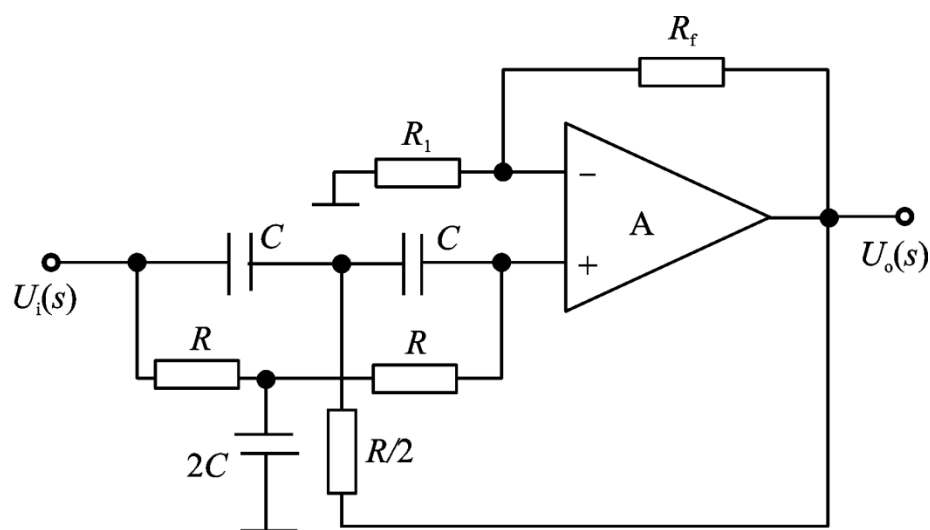 R_f
R_1
−
A
C
C
+
U_i(s)
U_o(s)
R
R
2C
R/2